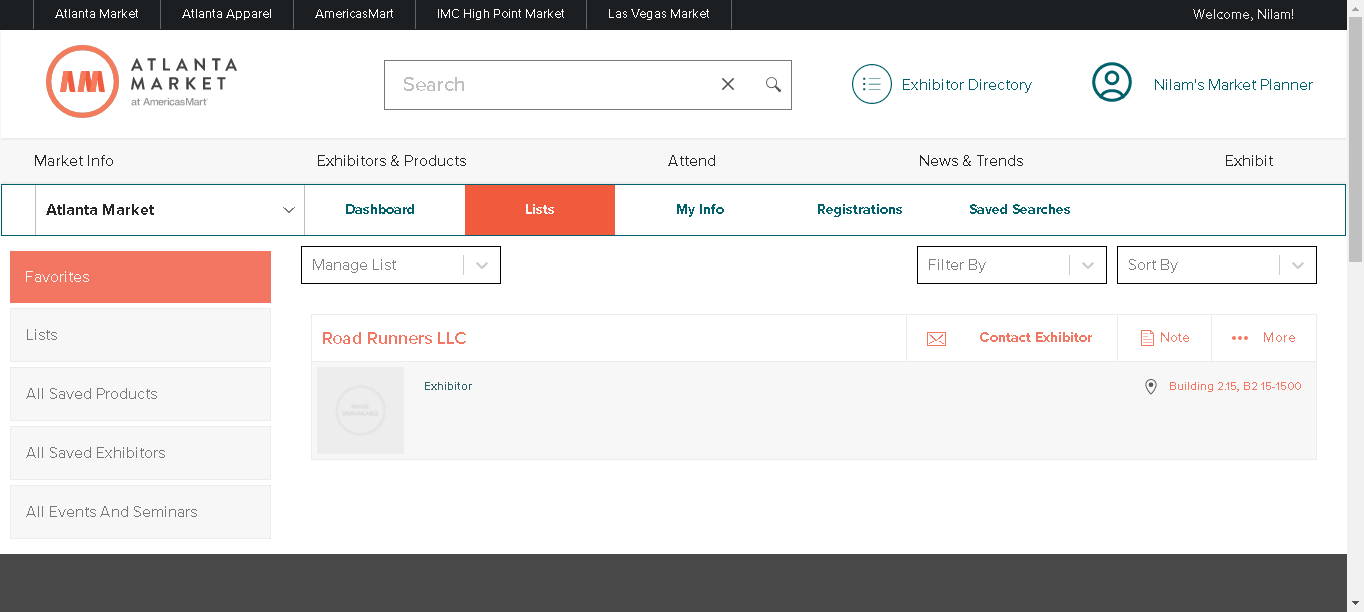 Atlanta Market Atlanta Apparel AmericasMart IMC High Point Market Las Vegas Market Welcome, Nilam!
ATLANTA
MARKET
at AmericasMart
AM
Search
Exhibitor Directory
Nilam's Market Planner
Market Info Exhibitors & Products Attend News & Trends Exhibit
Atlanta Market Dashboard Lists My Info Registrations Saved Searches
Favorites
Lists
All Saved Products
All Saved Exhibitors
All Events And Seminars
Manage List Filter By Sort By
Road Runners LLC Contact Exhibitor Note More
IMAGE
UNAVAILABLE
Exhibitor Building 2.15, B2 15-1500